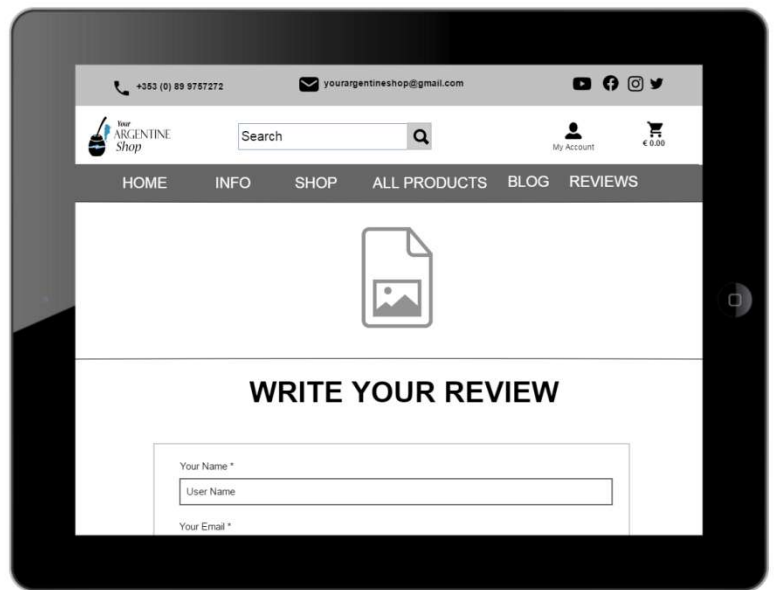 +353 (0) 89 9757272
yourargentineshop@gmail.com
Your
ARGENTINE
Shop
Search
My Account
€ 0.00
HOME INFO SHOP ALL PRODUCTS BLOG REVIEWS
WRITE YOUR REVIEW
Your Name *
User Name
Your Email *